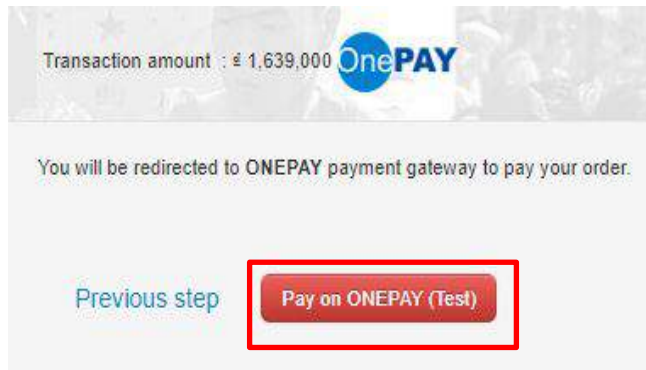 Transaction amount : ₫ 1,639,000 OnePAY
You will be redirected to ONEPAY payment gateway to pay your order.
Previous step Pay on ONEPAY (Test)